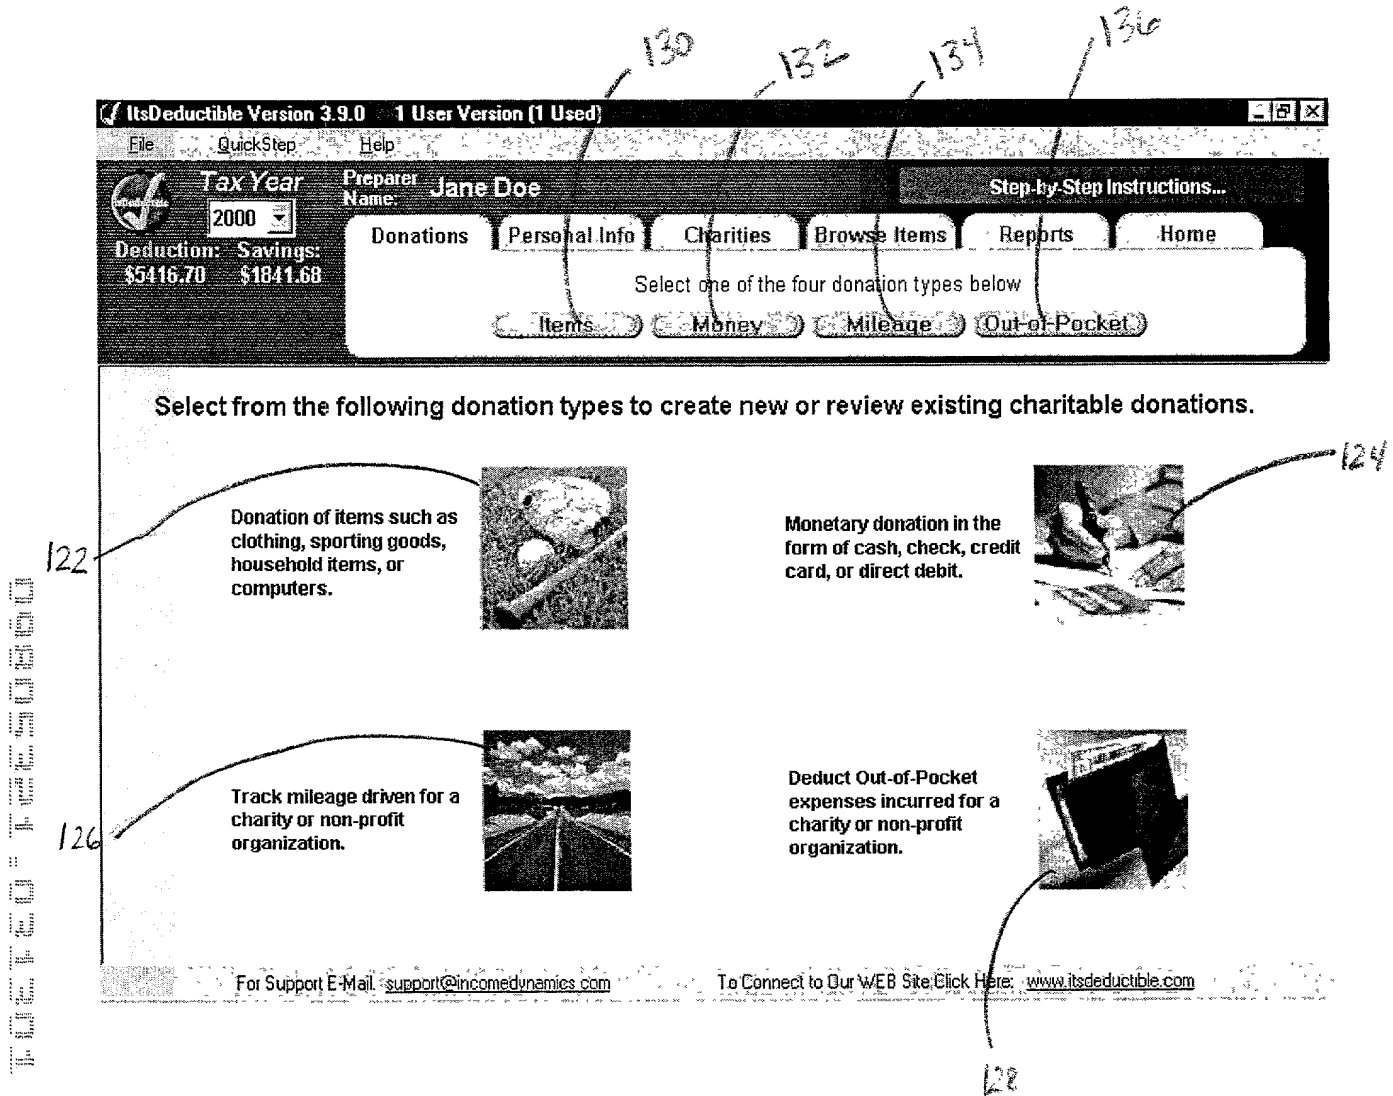 130 132 134 136
ItsDeductible Version 3.9.0 1 User Version (1 Used)
File QuickStep Help
Tax Year Preparer Name: Jane Doe Step-by-Step Instructions...
2000
Donations Personal Info Charities Browse Items Reports Home
Deduction: Savings:
$5416.70 $1841.68
Select one of the four donation types below
Items Money Mileage Out-of-Pocket
Select from the following donation types to create new or review existing charitable donations.
122
Donation of items such as
clothing, sporting goods,
household items, or
computers.
124
Monetary donation in the
form of cash, check, credit
card, or direct debit.
126
Track mileage driven for a
charity or non-profit
organization.
Deduct Out-of-Pocket
expenses incurred for a
charity or non-profit
organization.
For Support E-Mail. support@incomedynamics.com To Connect to Our WEB Site,Click Here: www.itsdeductible.com
128